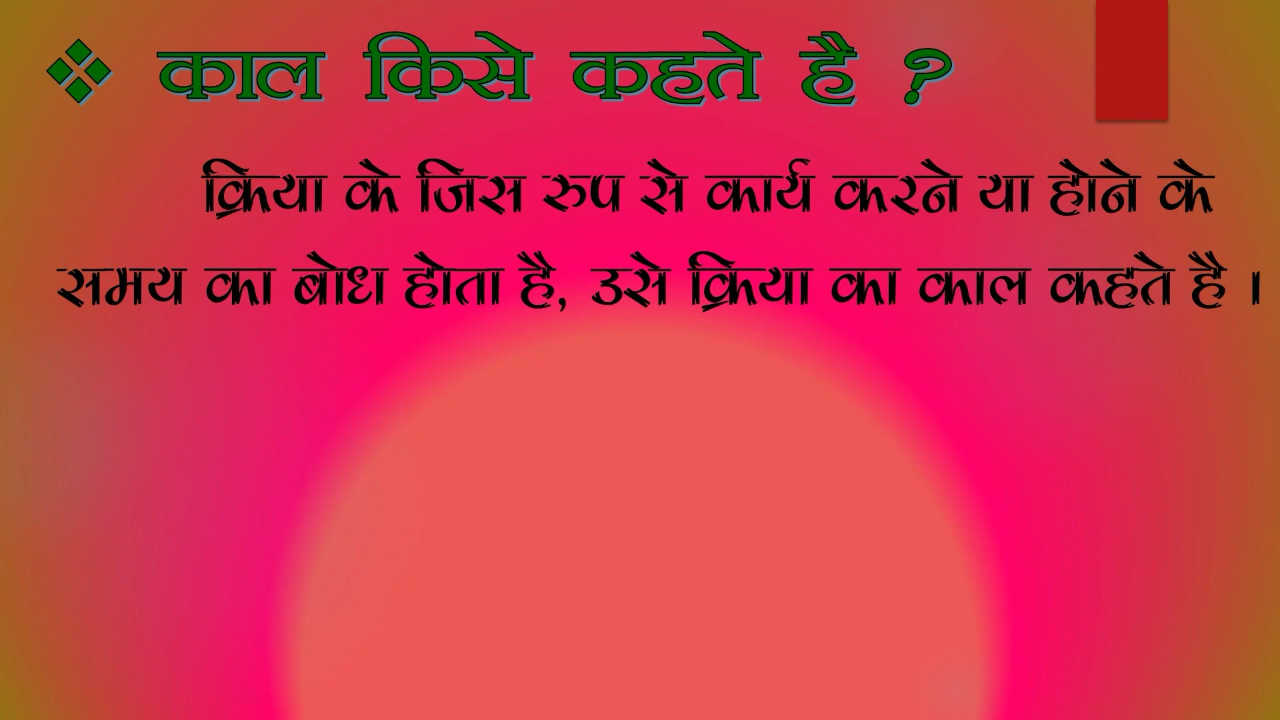 ❖ काल किसे कहते है ?
क्रिया के जिस रुप से कार्य करने या होने के
समय का बोध होता है, उसे क्रिया का काल कहते है ।